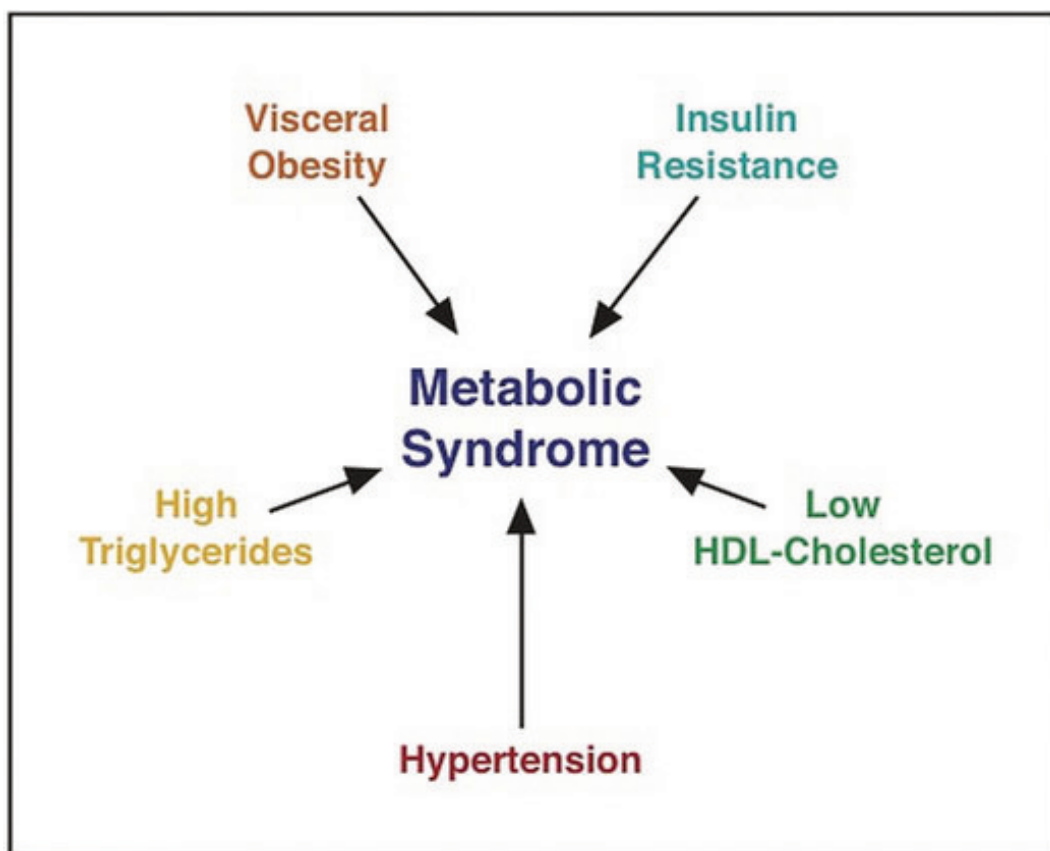 Visceral
Obesity
Insulin
Resistance
Metabolic
Syndrome
High
Triglycerides
Low
HDL-Cholesterol
Hypertension